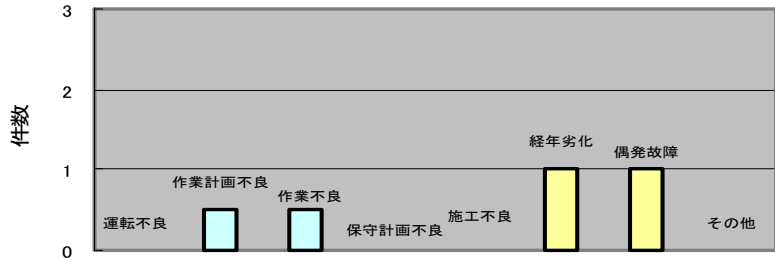 3
2
1
0
件数
運転不良
作業計画不良
作業不良
保守計画不良
施工不良
経年劣化
偶発故障
その他